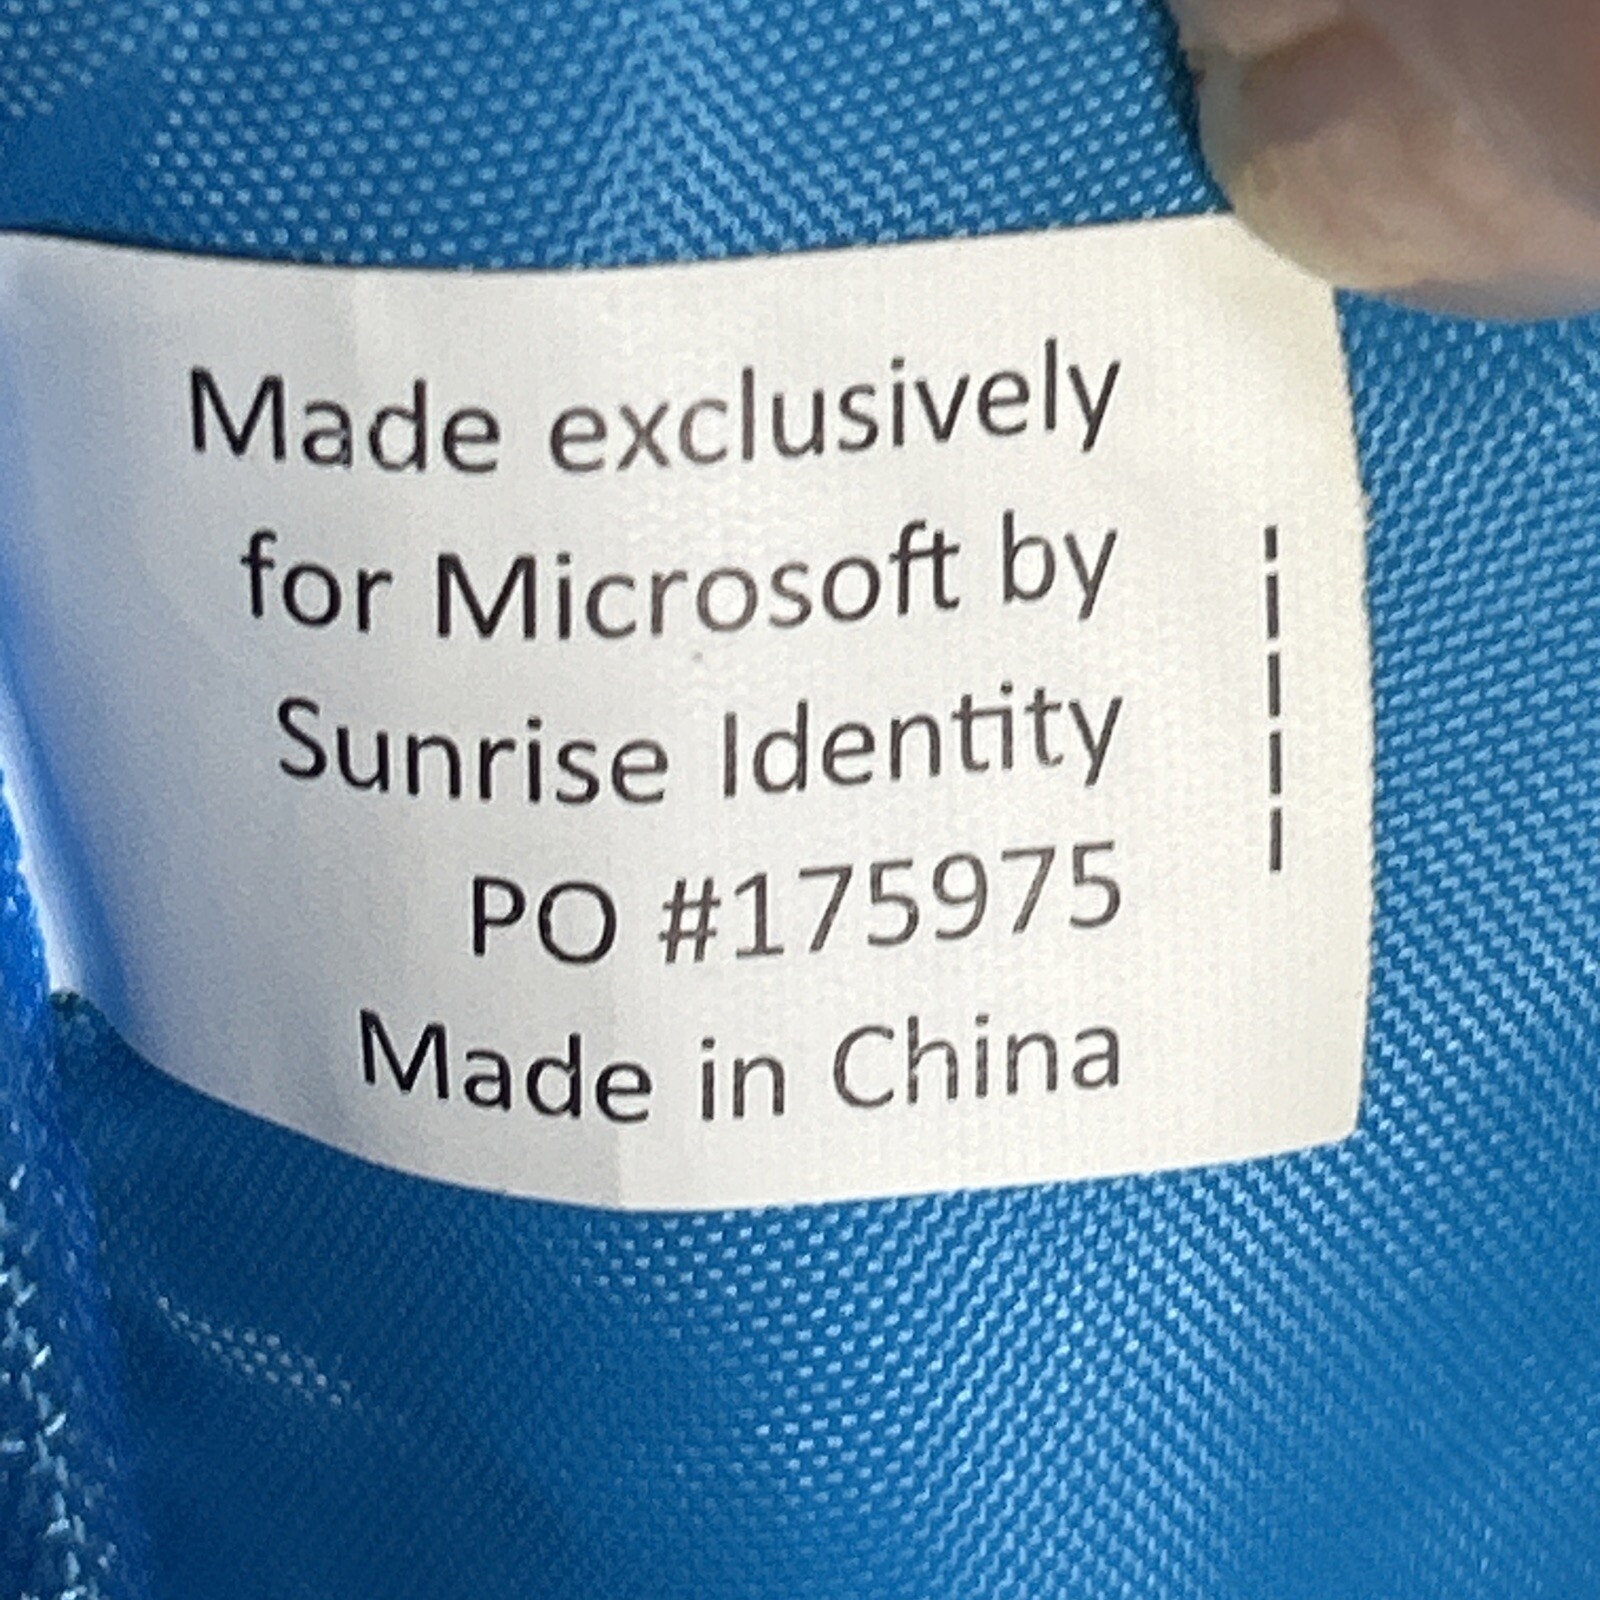 Made exclusively
for Microsoft by
Sunrise Identity
PO #175975
Made in China